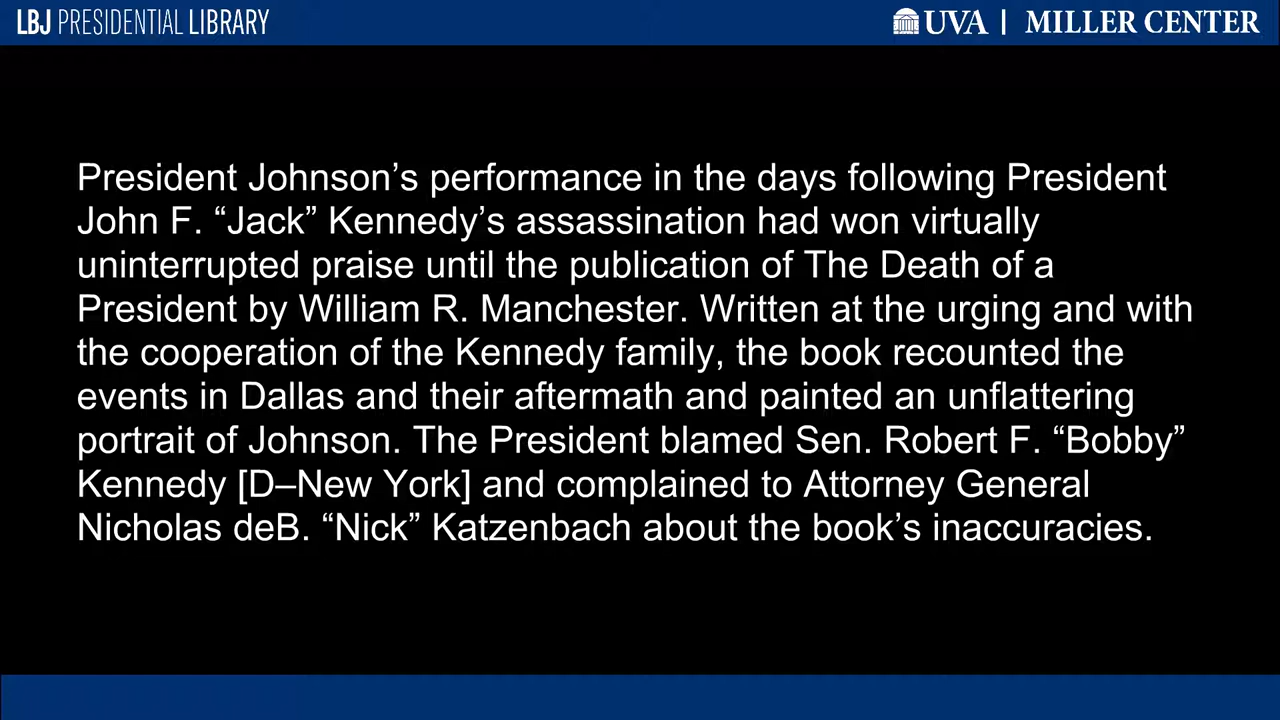 LBJ PRESIDENTIAL LIBRARY
UVA | MILLER CENTER
President Johnson’s performance in the days following President
John F. “Jack” Kennedy’s assassination had won virtually
uninterrupted praise until the publication of The Death of a
President by William R. Manchester. Written at the urging and with
the cooperation of the Kennedy family, the book recounted the
events in Dallas and their aftermath and painted an unflattering
portrait of Johnson. The President blamed Sen. Robert F. “Bobby”
Kennedy [D–New York] and complained to Attorney General
Nicholas deB. “Nick” Katzenbach about the book’s inaccuracies.